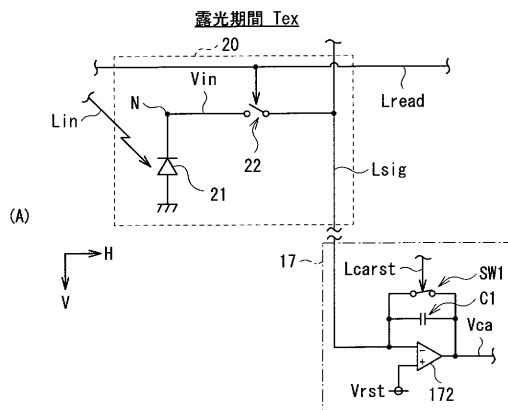 露光期間 Tex
20
Vin
N
Lread
Lin
22
21
Lsig
(A)
H
V
17
Lcarst
SW1
C1
Vca
−
+
Vrst
172